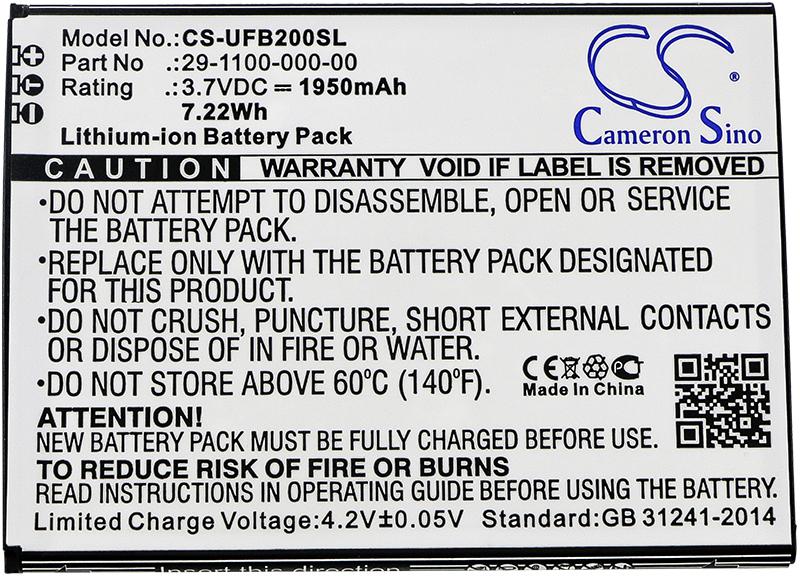 Model No.: CS-UFB200SL
Part No. : 29-1100-000-00
Rating : 3.7VDC = 1950mAh
7.22Wh
Lithium-ion Battery Pack
CS
Cameron Sino
®
CAUTION WARRANTY VOID IF LABEL IS REMOVED
•DO NOT ATTEMPT TO DISASSEMBLE, OPEN OR SERVICE
THE BATTERY PACK.
•REPLACE ONLY WITH THE BATTERY PACK DESIGNATED
FOR THIS PRODUCT.
•DO NOT CRUSH, PUNCTURE, SHORT EXTERNAL CONTACTS
OR DISPOSE OF IN FIRE OR WATER.
•DO NOT STORE ABOVE 60°C (140°F).
CE FC
Made In China
ATTENTION!
NEW BATTERY PACK MUST BE FULLY CHARGED BEFORE FIRST USE.
TO REDUCE RISK OF FIRE OR BURNS
READ INSTRUCTIONS BEFORE USING THE BATTERY.
Limited Charge Voltage:4.2V±0.05V Standard:GB 31241-2014